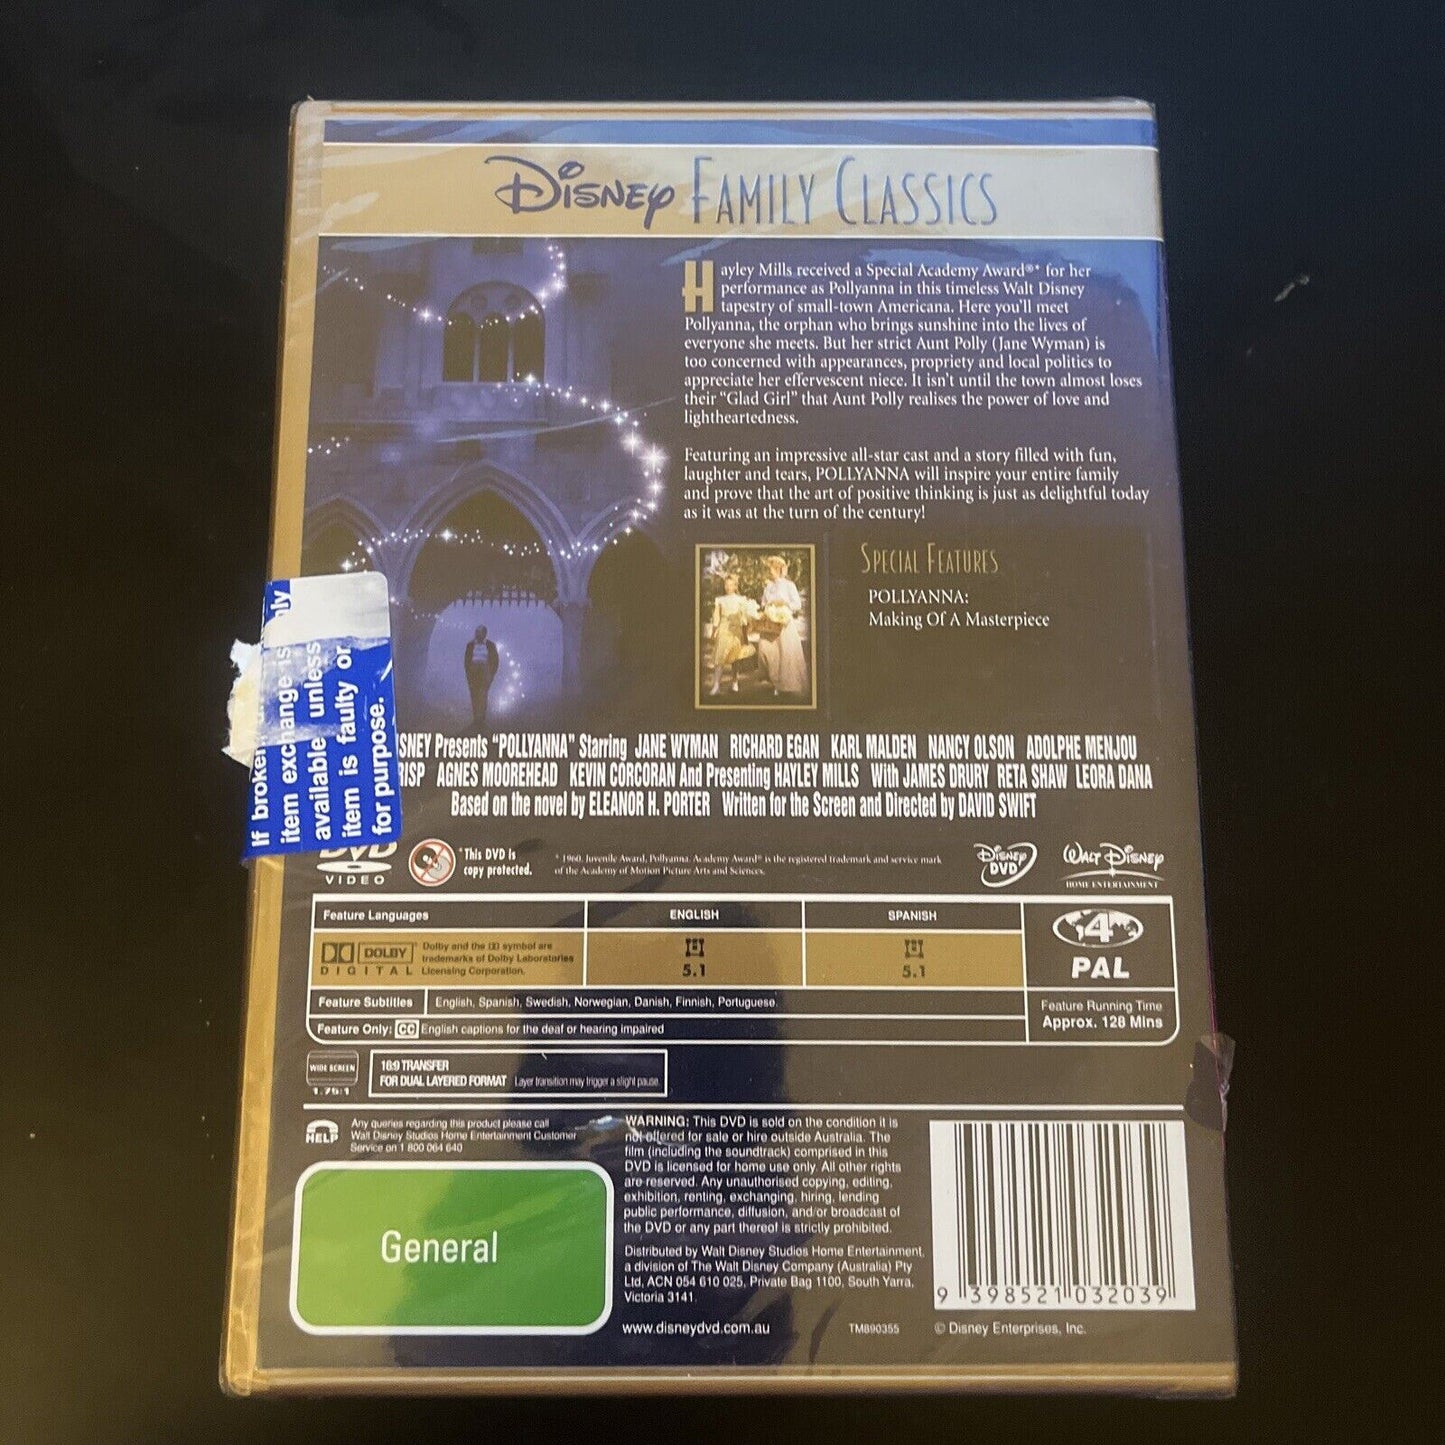 Disney Family Classics
Hayley Mills received a Special Academy Award®* for her
performance as Pollyanna in this timeless Walt Disney
tapestry of small-town Americana. Here you'll meet
Pollyanna, the orphan who brings sunshine into the lives of
everyone she meets. But her strict Aunt Polly (Jane Wyman) is
too concerned with appearances, propriety and local politics to
appreciate her effervescent niece. It isn't until the town almost loses
their “Glad Girl” that Aunt Polly realises the power of love and
lightheartedness.
Featuring an impressive all-star cast and a story filled with fun,
laughter and tears, POLLYANNA will inspire your entire family
and prove that the art of positive thinking is just as delightful today
as it was at the turn of the century!
Special Features
POLLYANNA:
Making Of A Masterpiece
If broken,
item exchange is
available unless
item is faulty or
for purpose.
SNEY Presents “POLLYANNA” Starring JANE WYMAN RICHARD EGAN KARL MALDEN NANCY OLSON ADOLPHE MENJOU
RISP AGNES MOOREHEAD KEVIN CORCORAN And Presenting HAYLEY MILLS With JAMES DRURY RETA SHAW LEORA DANA
Based on the novel by ELEANOR H. PORTER Written for the Screen and Directed by DAVID SWIFT
DVD
VIDEO
*This DVD is
copy protected.
* 1960. Juvenile Award, Pollyanna. Academy Award® is the registered trademark and service mark
of the Academy of Motion Picture Arts and Sciences.
Disney
DVD
Walt Disney
HOME ENTERTAINMENT
Feature Languages
ENGLISH
SPANISH
DOLBY
DIGITAL
Dolby and the DD symbol are
trademarks of Dolby Laboratories
Licensing Corporation.
5.1
5.1
4
PAL
Feature Subtitles
English, Spanish, Swedish, Norwegian, Danish, Finnish, Portuguese.
Feature Only: CC English captions for the deaf or hearing impaired
Feature Running Time
Approx. 128 Mins
WIDE SCREEN
1.75:1
16:9 TRANSFER
FOR DUAL LAYERED FORMAT Layer transition may trigger a slight pause.
HELP
Any queries regarding this product please call
Walt Disney Studios Home Entertainment Customer
Service on 1 800 064 640
General
WARNING: This DVD is sold on the condition it is
not offered for sale or hire outside Australia. The
film (including the soundtrack) comprised in this
DVD is licensed for home use only. All other rights
are reserved. Any unauthorised copying, editing,
exhibition, renting, exchanging, hiring, lending
public performance, diffusion, and/or broadcast of
the DVD or any part thereof is strictly prohibited.
Distributed by Walt Disney Studios Home Entertainment,
a division of The Walt Disney Company (Australia) Pty
Ltd, ACN 054 610 025, Private Bag 1100, South Yarra,
Victoria 3141.
www.disneydvd.com.au
TM890355
9 398521 032039
© Disney Enterprises, Inc.